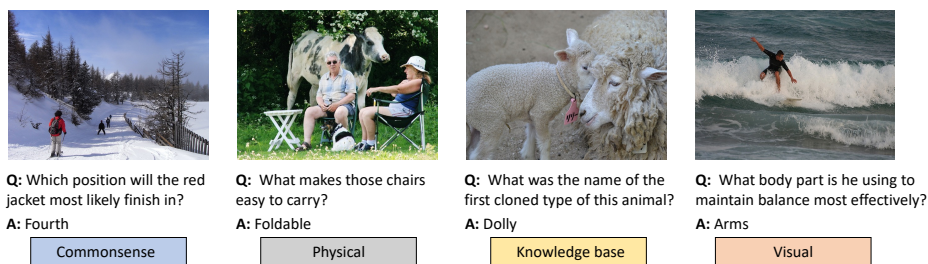 Q: Which position will the red
jacket most likely finish in?
A: Fourth
Commonsense
Q: What makes those chairs
easy to carry?
A: Foldable
Physical
Q: What was the name of the
first cloned type of this animal?
A: Dolly
Knowledge base
Q: What body part is he using to
maintain balance most effectively?
A: Arms
Visual